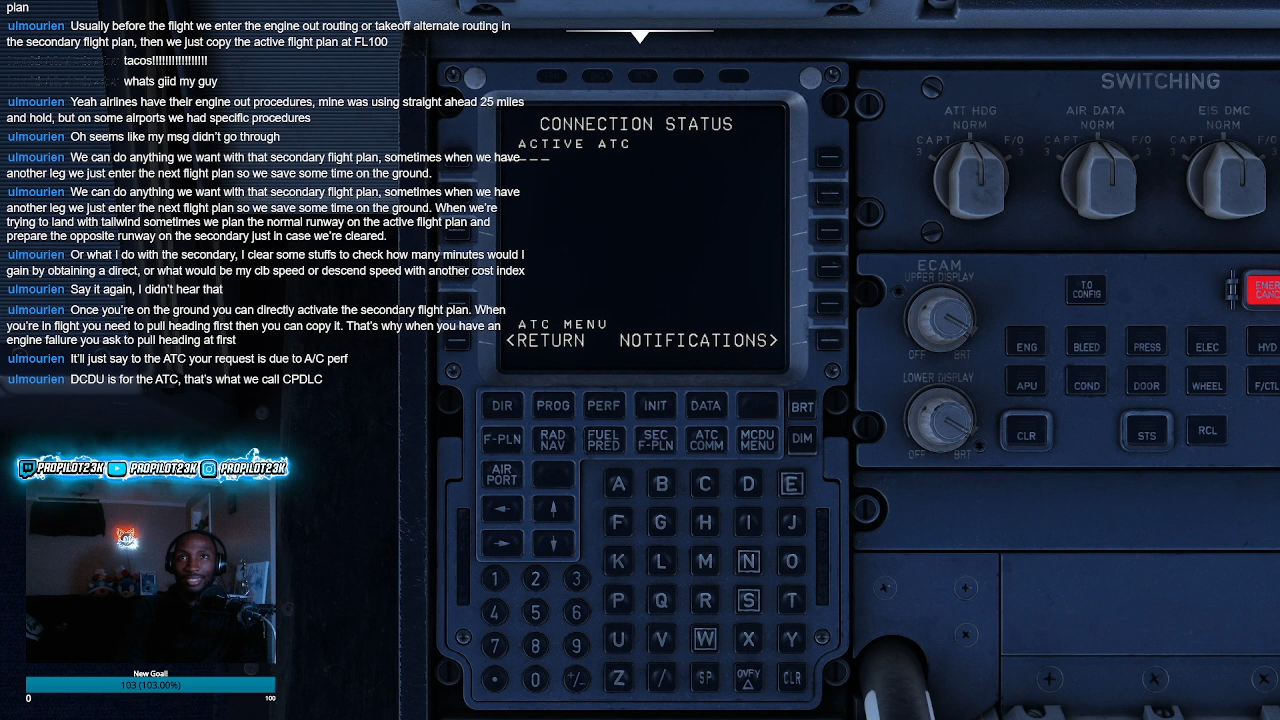 plan
ulmourien Usually before the flight we enter the engine out routing or takeoff alternate routing in
the secondary flight plan, then we just copy the active flight plan at FL100
tacos!!!!!!!!!!!!!!!!!
whats giid my guy
ulmourien Yeah airlines have their engine out procedures, mine was using straight ahead 25 miles
and hold, but on some airports we had specific procedures
ulmourien Oh seems like my msg didn't go through
ulmourien We can do anything we want with that secondary flight plan, sometimes when we have
another leg we just enter the next flight plan so we save some time on the ground.
ulmourien We can do anything we want with that secondary flight plan, sometimes when we have
another leg we just enter the next flight plan so we save some time on the ground. When we're
trying to land with tailwind sometimes we plan the normal runway on the active flight plan and
prepare the opposite runway on the secondary just in case we're cleared.
ulmourien Or what I do with the secondary, I clear some stuffs to check how many minutes would I
gain by obtaining a direct, or what would be my clb speed or descend speed with another cost index
ulmourien Say it again, I didn't hear that
ulmourien Once you're on the ground you can directly activate the secondary flight plan. When
you're in flight you need to pull heading first then you can copy it. That's why when you have an
engine failure you ask to pull heading at first
ulmourien It'll just say to the ATC your request is due to A/C perf
ulmourien DCDU is for the ATC, that's what we call CPDLC
PROPILOT23K PROPILOT23K PROPILOT23K
New Goal!
103 (103.00%)
0 100
CONNECTION STATUS
ACTIVE ATC
----
ATC MENU
<RETURN NOTIFICATIONS>
DIR PROG PERF INIT DATA BRT
F-PLN RAD NAV FUEL PRED SEC F-PLN ATC COMM MCDU MENU DIM
AIR PORT
A B C D E
F G H I J
K L M N O
1 2 3 P Q R S T
4 5 6 U V W X Y
7 8 9 Z / SP OVFY Δ CLR
. 0 +/-
SWITCHING
ATT HDG AIR DATA EIS DMC
NORM NORM NORM
CAPT 3 F/O 3 CAPT 3 F/O 3 CAPT 3 F/O 3
ECAM
UPPER DISPLAY
OFF BRT
LOWER DISPLAY
OFF BRT
T.O CONFIG
EMER CANC
ENG BLEED PRESS ELEC HYD
APU COND DOOR WHEEL F/CTL
CLR STS RCL